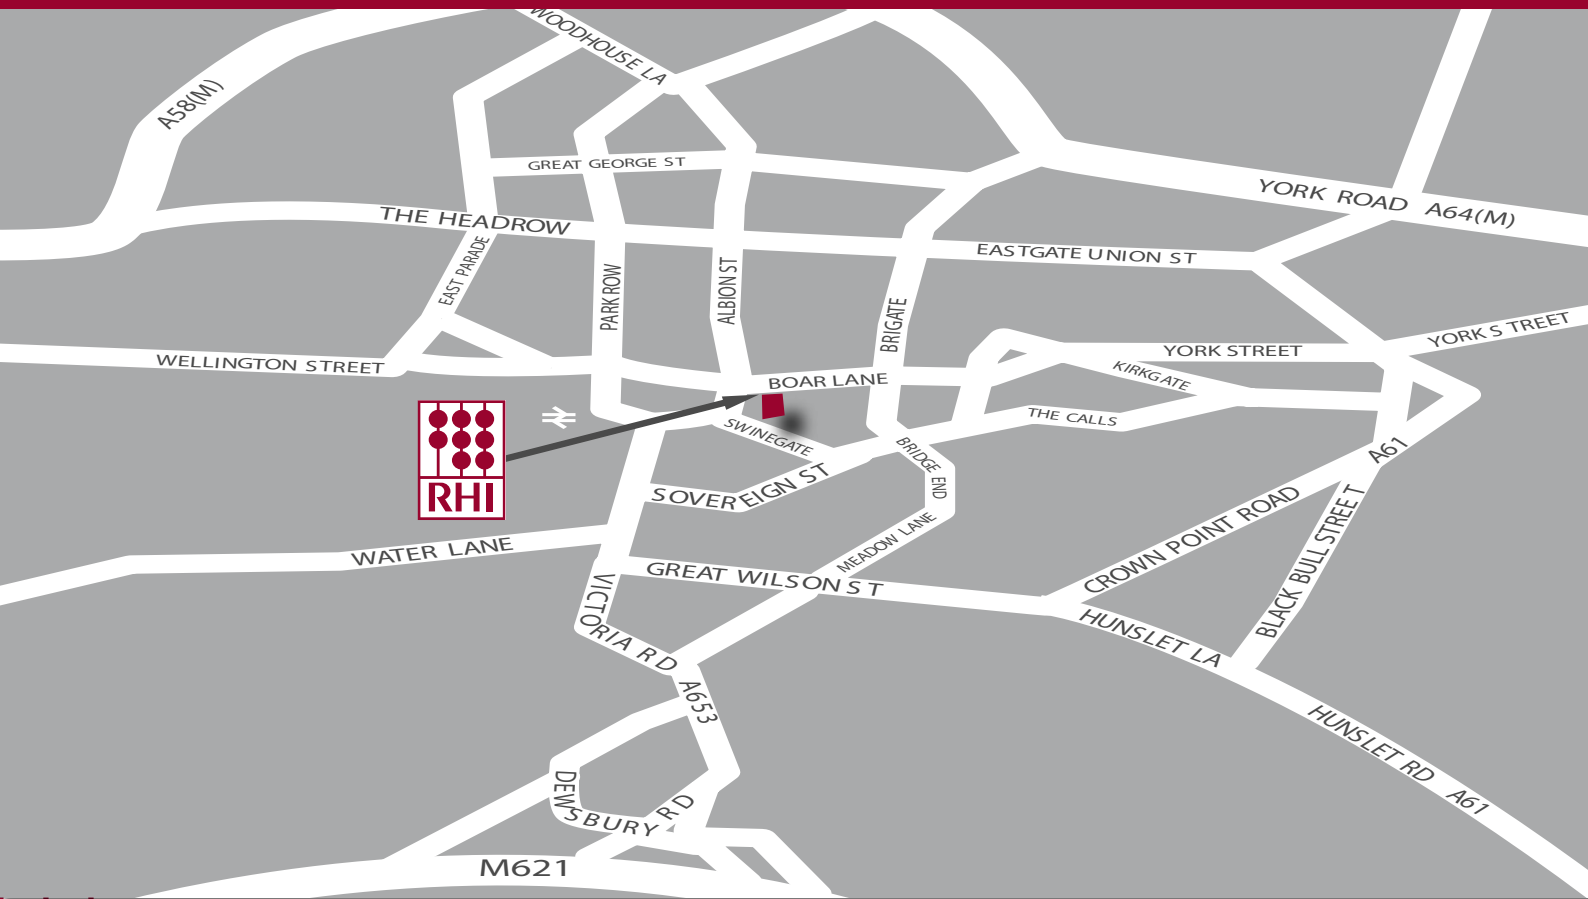 WOODHOUSE LA
A58(M)
GREAT GEORGE ST
YORK ROAD A64(M)
THE HEADROW
EASTGATE UNION ST
EAST PARADE
PARK ROW
ALBION ST
BRIGATE
YORK S TREET
WELLINGTON STREET
YORK STREET
BOAR LANE
KIRKGATE
THE CALLS
SWINEGATE
BRIDGE END
A61
RHI
SOVEREIGN ST
CROWN POINT ROAD
BLACK BULL STREET
WATER LANE
MEADOW LANE
GREAT WILSON ST
VICTORIA RD
HUNSLET LA
A653
HUNSLET RD A61
DEWSBURY RD
M621